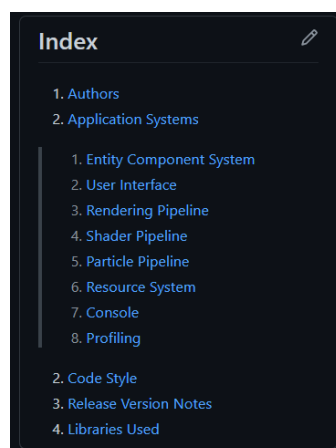 Index
1. Authors
2. Application Systems
1. Entity Component System
2. User Interface
3. Rendering Pipeline
4. Shader Pipeline
5. Particle Pipeline
6. Resource System
7. Console
8. Profiling
2. Code Style
3. Release Version Notes
4. Libraries Used